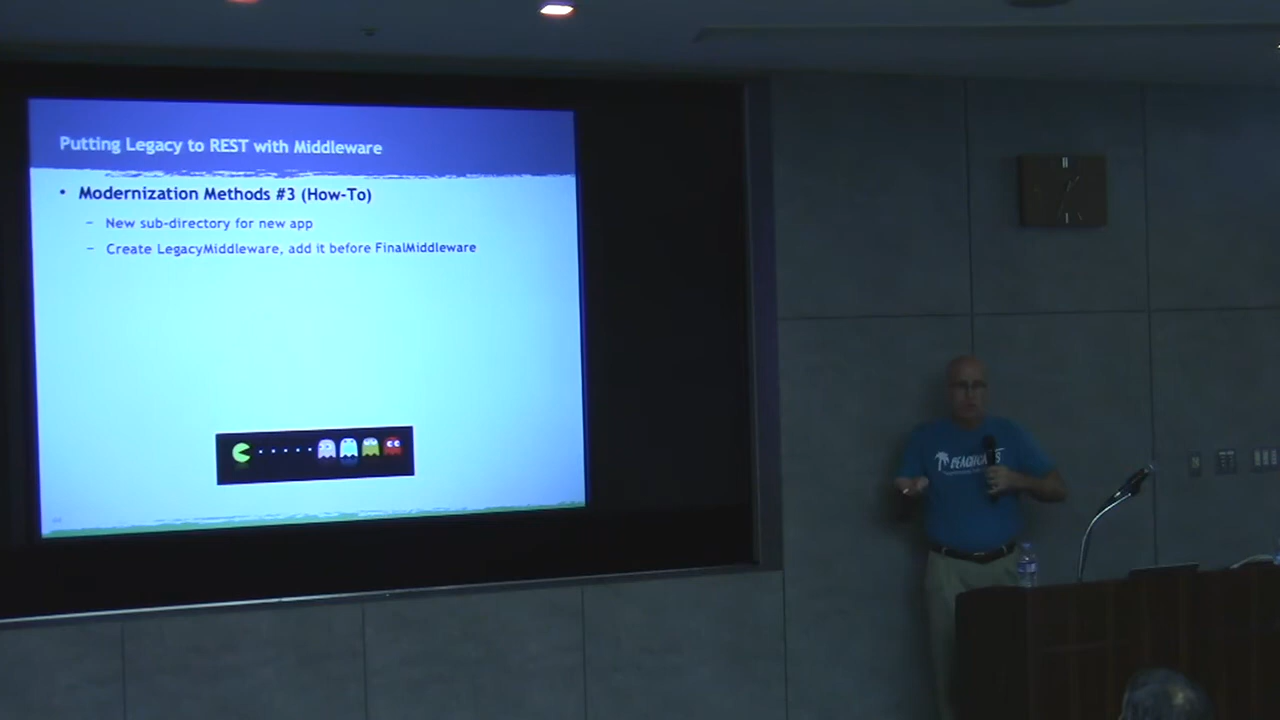 Putting Legacy to REST with Middleware
• Modernization Methods #3 (How-To)
– New sub-directory for new app
– Create LegacyMiddleware, add it before FinalMiddleware